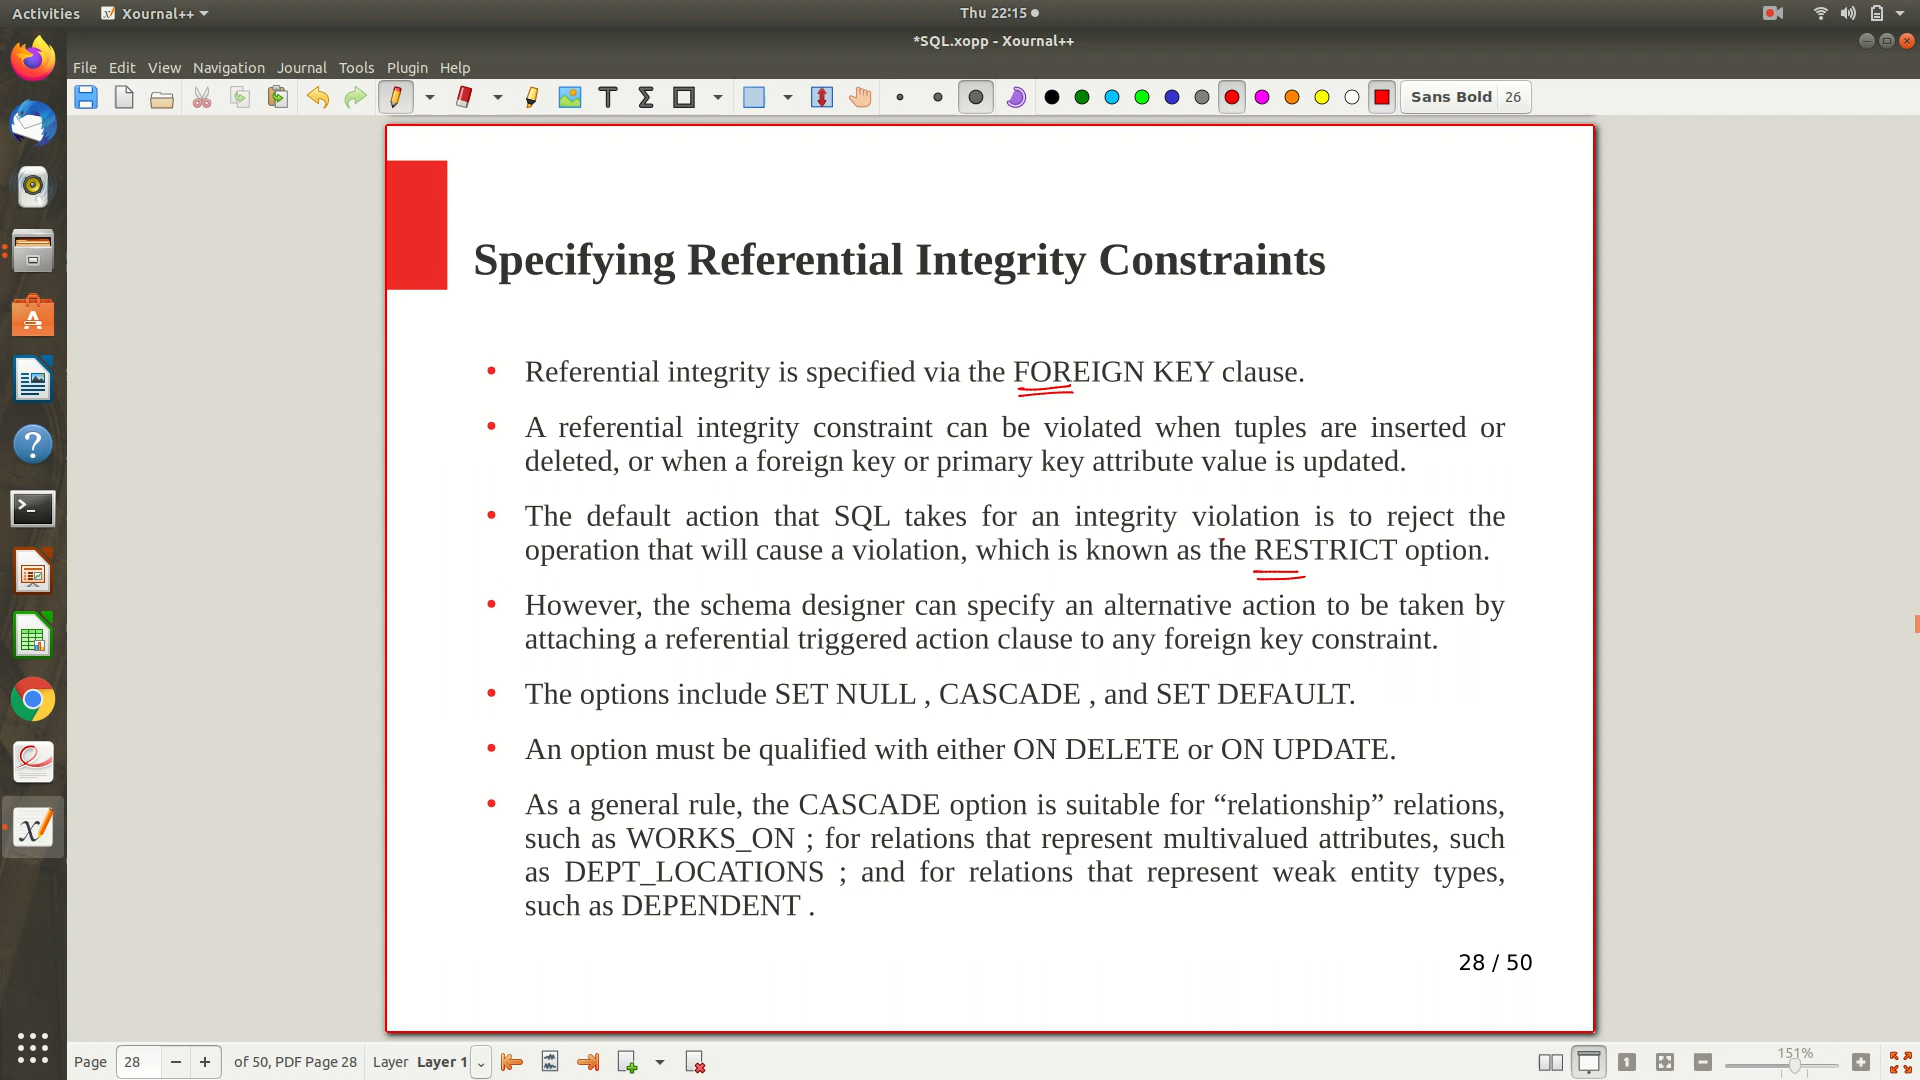 Activities Xournal++ Thu 22:15
*SQL.xopp - Xournal++
File Edit View Navigation Journal Tools Plugin Help
Sans Bold 26
Specifying Referential Integrity Constraints
• Referential integrity is specified via the FOREIGN KEY clause.
• A referential integrity constraint can be violated when tuples are inserted or
deleted, or when a foreign key or primary key attribute value is updated.
• The default action that SQL takes for an integrity violation is to reject the
operation that will cause a violation, which is known as the RESTRICT option.
• However, the schema designer can specify an alternative action to be taken by
attaching a referential triggered action clause to any foreign key constraint.
• The options include SET NULL , CASCADE , and SET DEFAULT.
• An option must be qualified with either ON DELETE or ON UPDATE.
• As a general rule, the CASCADE option is suitable for “relationship” relations,
such as WORKS_ON ; for relations that represent multivalued attributes, such
as DEPT_LOCATIONS ; and for relations that represent weak entity types,
such as DEPENDENT .
28 / 50
Page 28 − + of 50, PDF Page 28 Layer Layer 1 1 151%